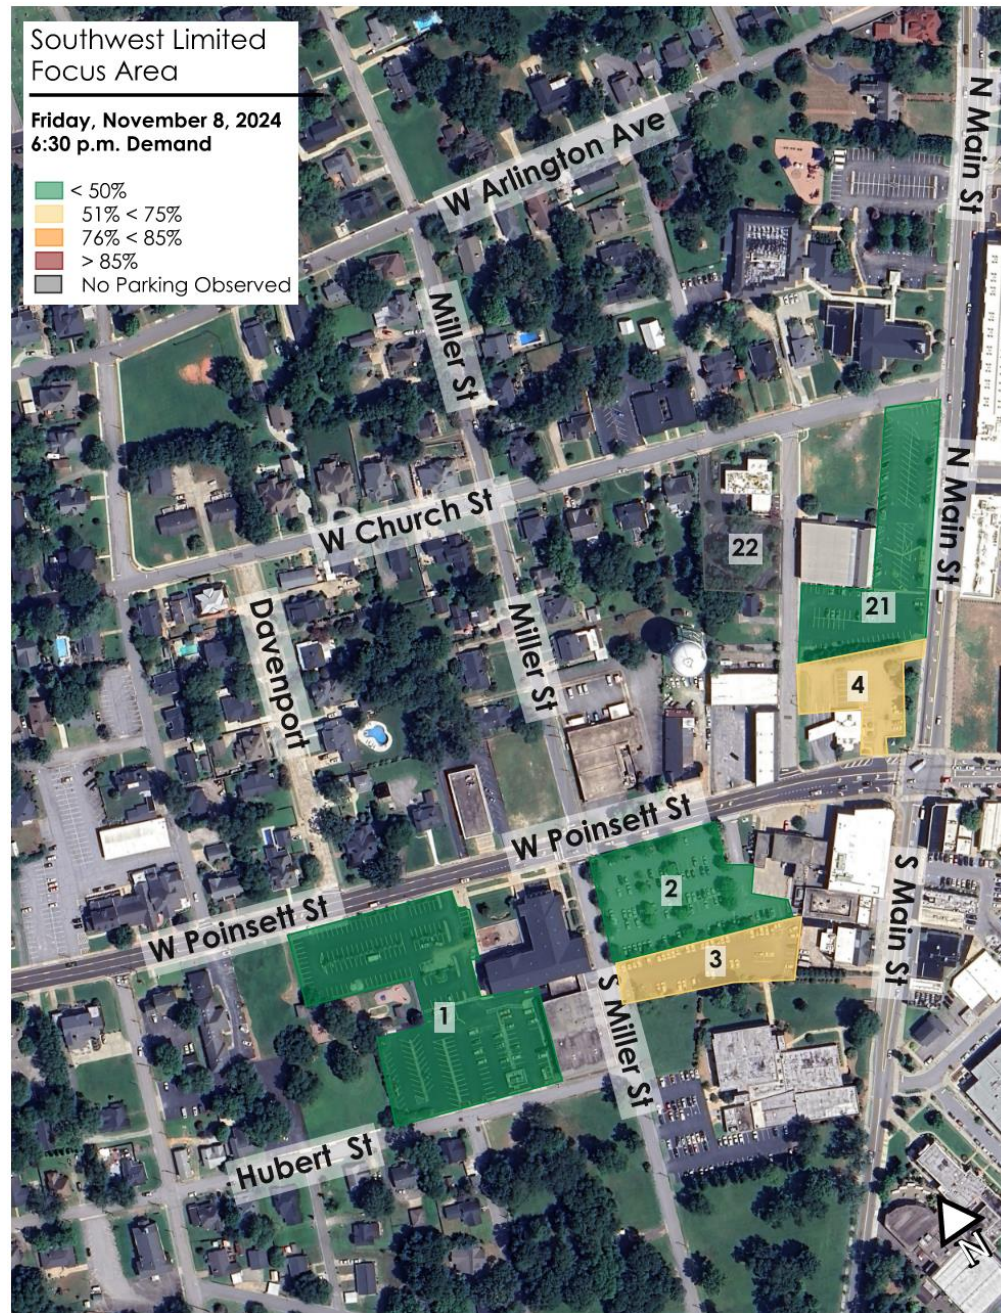 Southwest Limited
Focus Area
Friday, November 8, 2024
6:30 p.m. Demand
< 50%
51% < 75%
76% < 85%
> 85%
No Parking Observed
N Main St
W Arlington Ave
Miller St
N Main St
W Church St
22
21
Davenport
Miller St
4
W Poinsett St
2
W Poinsett St
3
S Main St
1
S Miller St
Hubert St
N